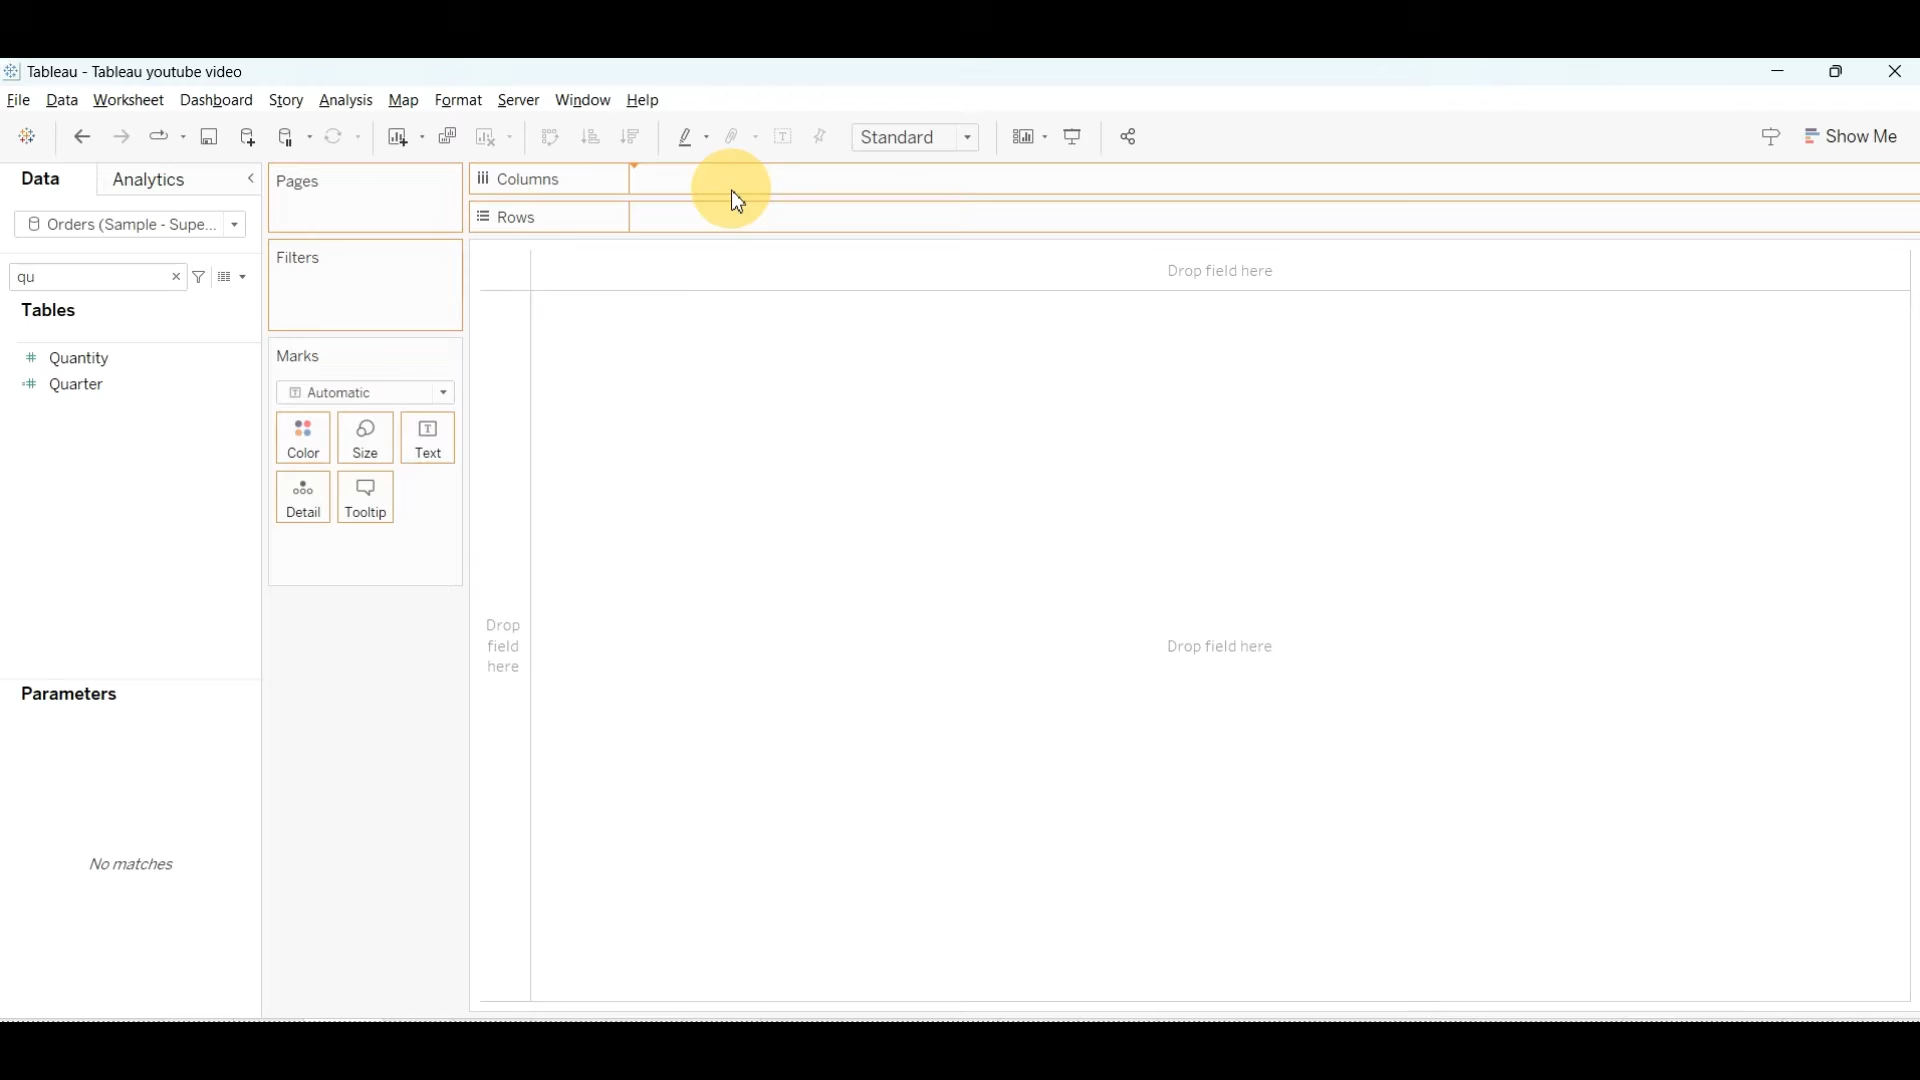 Tableau - Tableau youtube video
File Data Worksheet Dashboard Story Analysis Map Format Server Window Help
Standard
Show Me
Data
Analytics
Orders (Sample - Supe...
qu
Tables
Quantity
Quarter
Parameters
No matches
Pages
Filters
Marks
Automatic
Color
Size
Text
Detail
Tooltip
Columns
Rows
Drop field here
Drop
field
here
Drop field here